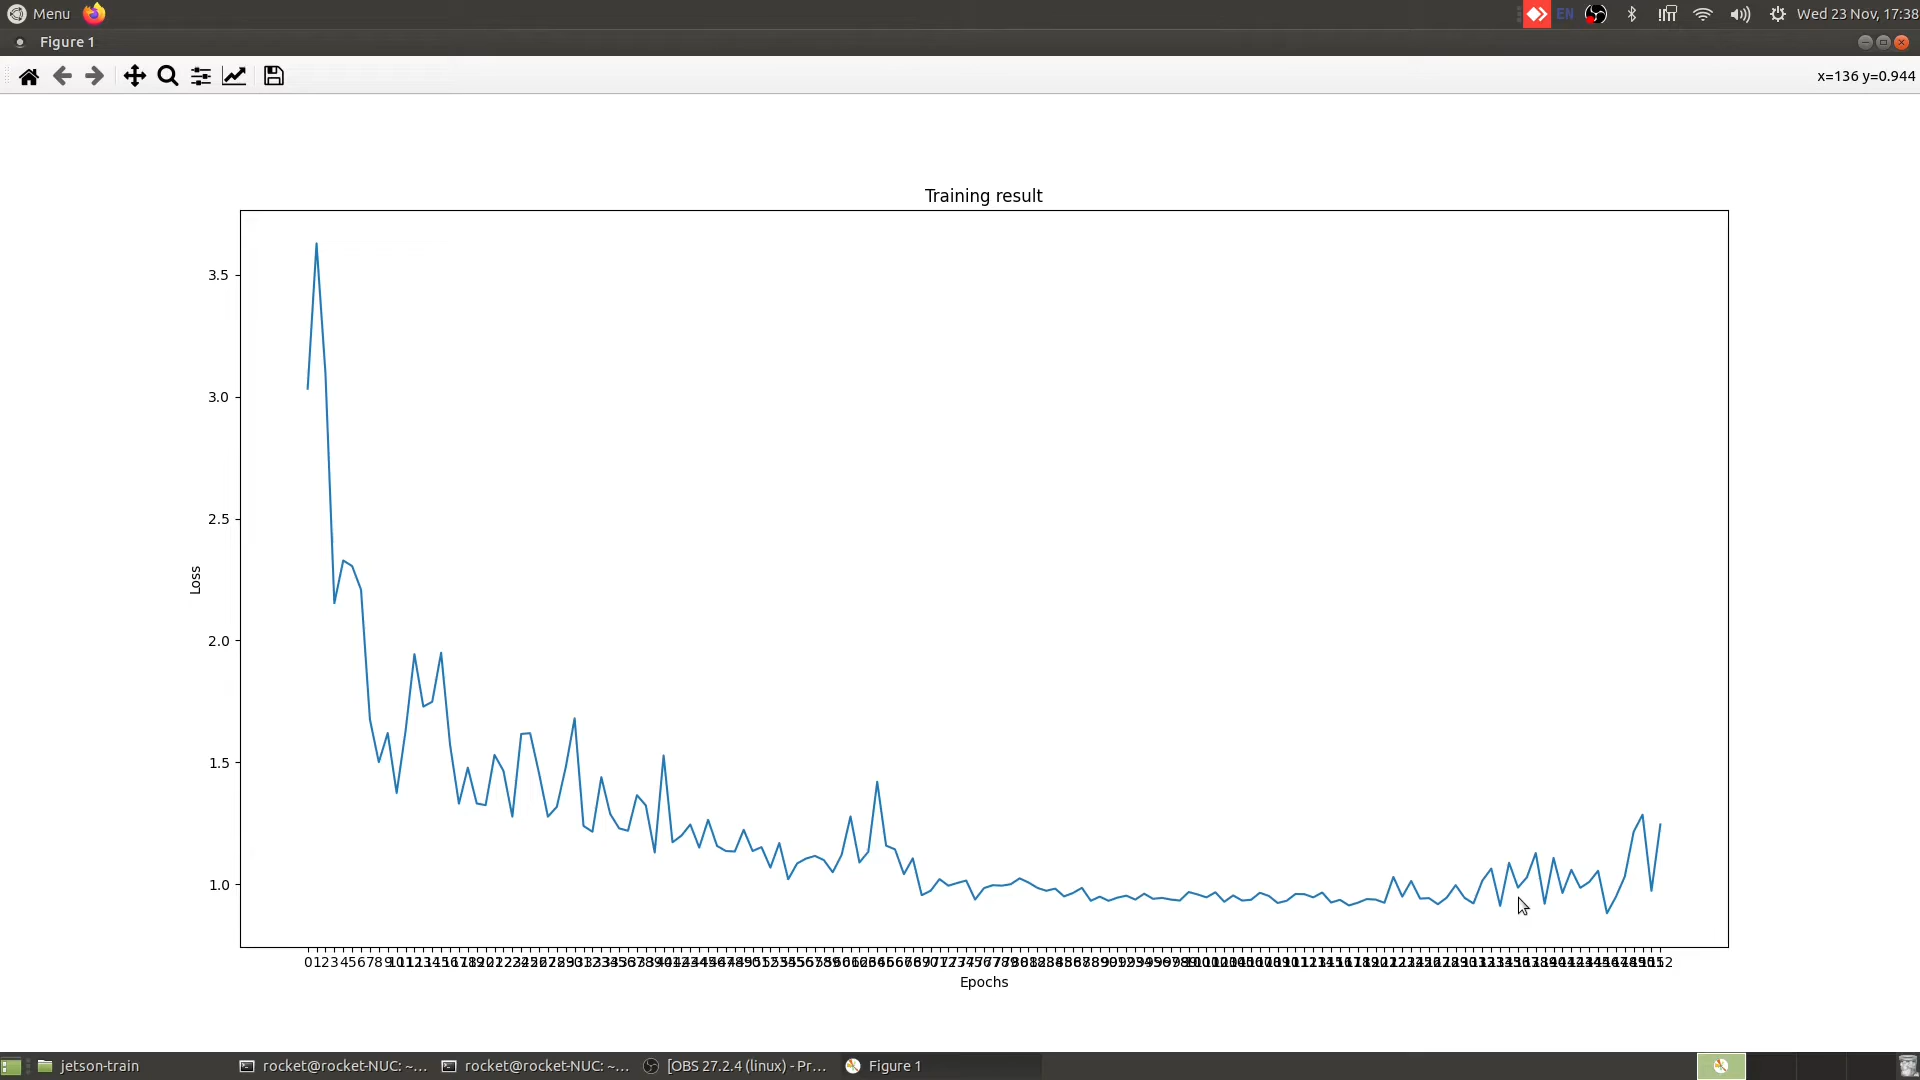 Menu
EN
Wed 23 Nov, 17:38
Figure 1
x=136 y=0.944
Training result
3.5
3.0
2.5
2.0
1.5
1.0
Loss
Epochs
jetson-train
rocket@rocket-NUC: ~...
rocket@rocket-NUC: ~...
[OBS 27.2.4 (linux) - Pr...
Figure 1